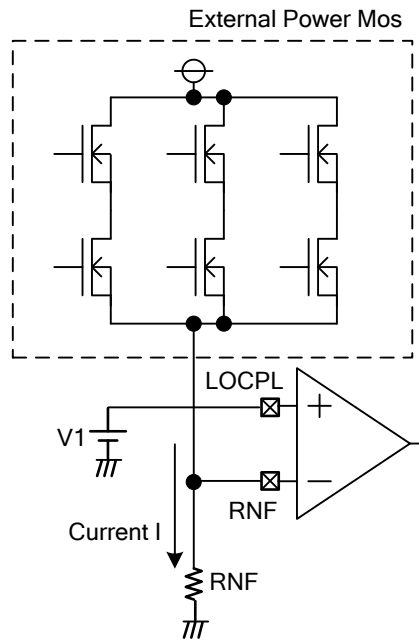 External Power Mos
LOCPL
+
V1
−
RNF
Current I
RNF